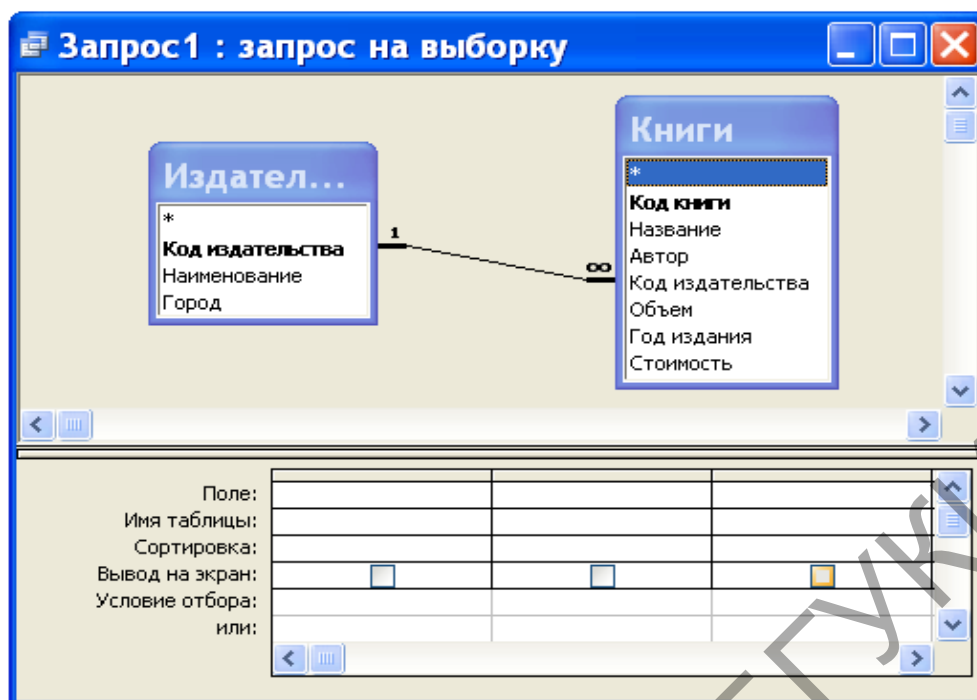 Запрос1 : запрос на выборку
Издател...
*
Код издательства
Наименование
Город
1
∞
Книги
*
Код книги
Название
Автор
Код издательства
Объем
Год издания
Стоимость
Поле:
Имя таблицы:
Сортировка:
Вывод на экран:
Условие отбора:
или: